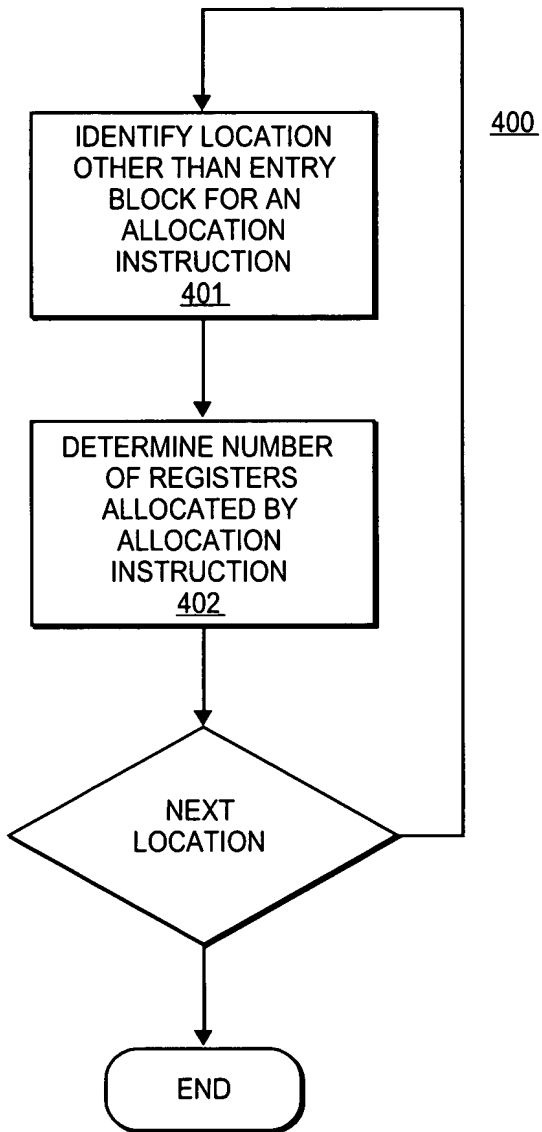 400
IDENTIFY LOCATION
OTHER THAN ENTRY
BLOCK FOR AN
ALLOCATION
INSTRUCTION
401
DETERMINE NUMBER
OF REGISTERS
ALLOCATED BY
ALLOCATION
INSTRUCTION
402
NEXT
LOCATION
END